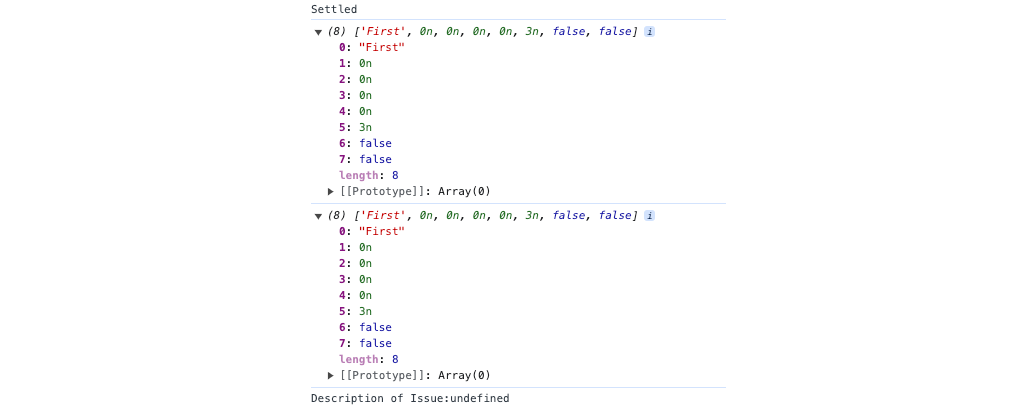 Settled
(8) ['First', 0n, 0n, 0n, 0n, 3n, false, false] i
0: "First"
1: 0n
2: 0n
3: 0n
4: 0n
5: 3n
6: false
7: false
length: 8
[[Prototype]]: Array(0)
(8) ['First', 0n, 0n, 0n, 0n, 3n, false, false] i
0: "First"
1: 0n
2: 0n
3: 0n
4: 0n
5: 3n
6: false
7: false
length: 8
[[Prototype]]: Array(0)
Description of Issue:undefined